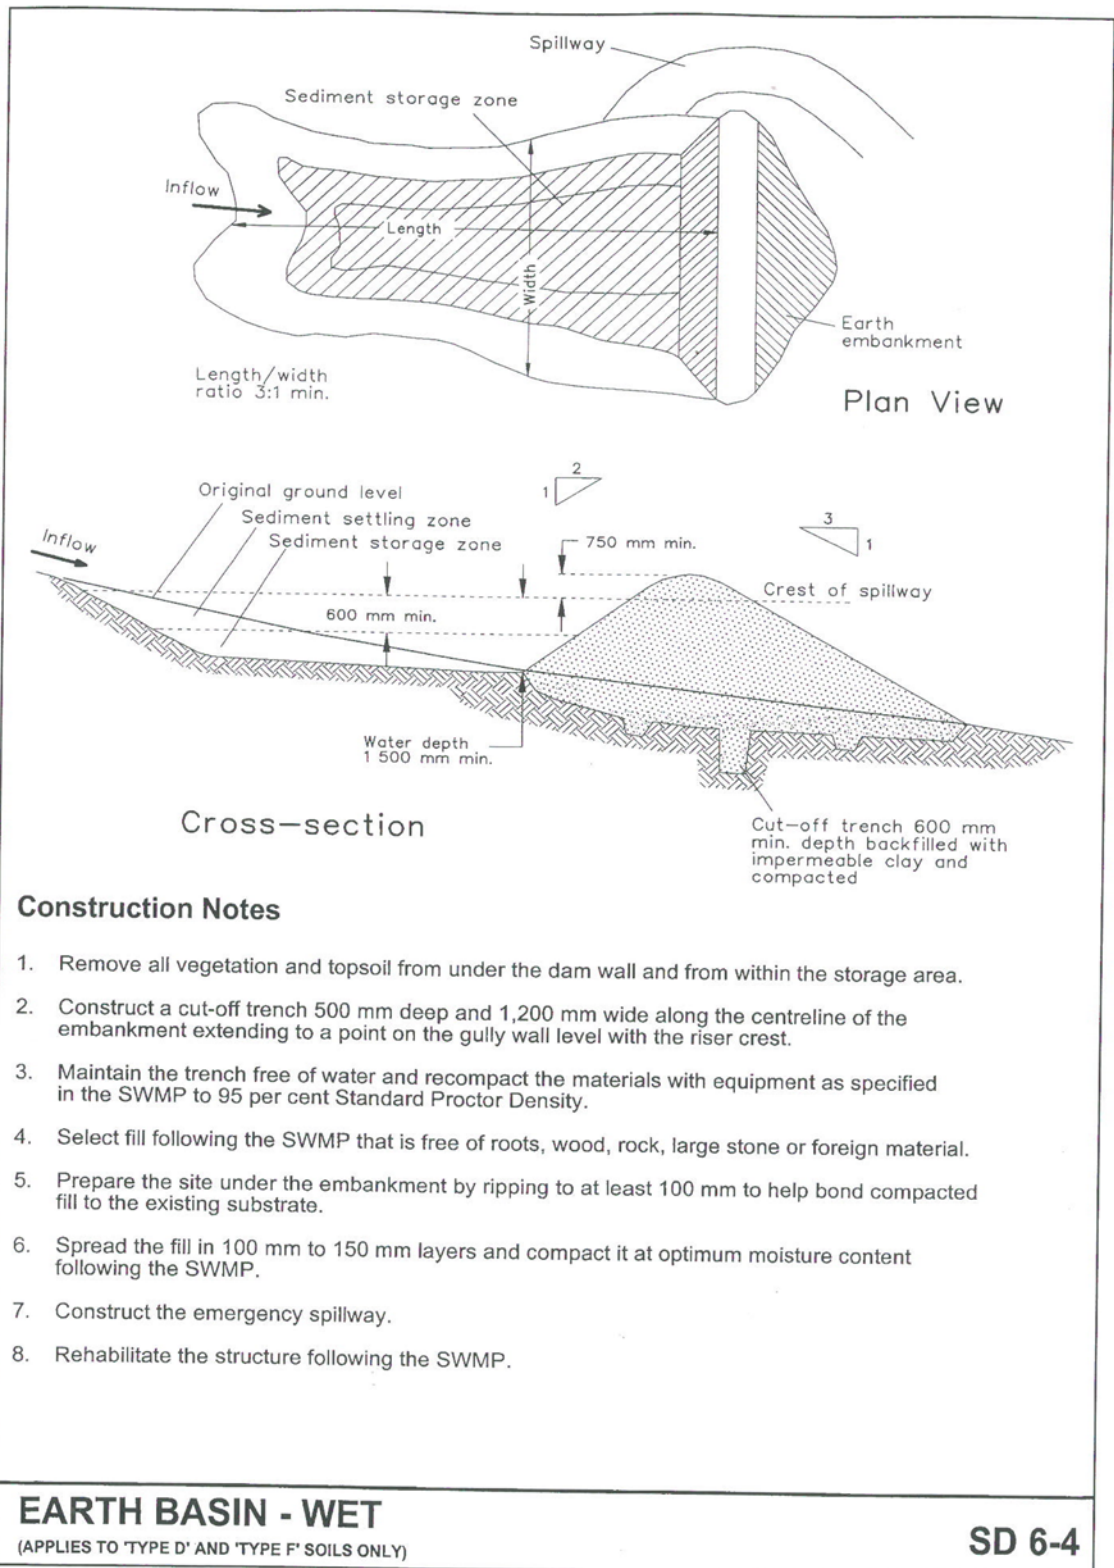 Spillway
Sediment storage zone
Inflow
Length
Width
Earth
embankment
Length/width
ratio 3:1 min.
Plan View
2
1
3
1
Original ground level
Sediment settling zone
Sediment storage zone
Inflow
750 mm min.
Crest of spillway
600 mm min.
Water depth
1 500 mm min.
Cross-section
Cut-off trench 600 mm
min. depth backfilled with
impermeable clay and
compacted
Construction Notes
1. Remove all vegetation and topsoil from under the dam wall and from within the storage area.
2. Construct a cut-off trench 500 mm deep and 1,200 mm wide along the centreline of the
embankment extending to a point on the gully wall level with the riser crest.
3. Maintain the trench free of water and recompact the materials with equipment as specified
in the SWMP to 95 per cent Standard Proctor Density.
4. Select fill following the SWMP that is free of roots, wood, rock, large stone or foreign material.
5. Prepare the site under the embankment by ripping to at least 100 mm to help bond compacted
fill to the existing substrate.
6. Spread the fill in 100 mm to 150 mm layers and compact it at optimum moisture content
following the SWMP.
7. Construct the emergency spillway.
8. Rehabilitate the structure following the SWMP.
EARTH BASIN - WET
(APPLIES TO 'TYPE D' AND 'TYPE F' SOILS ONLY)
SD 6-4